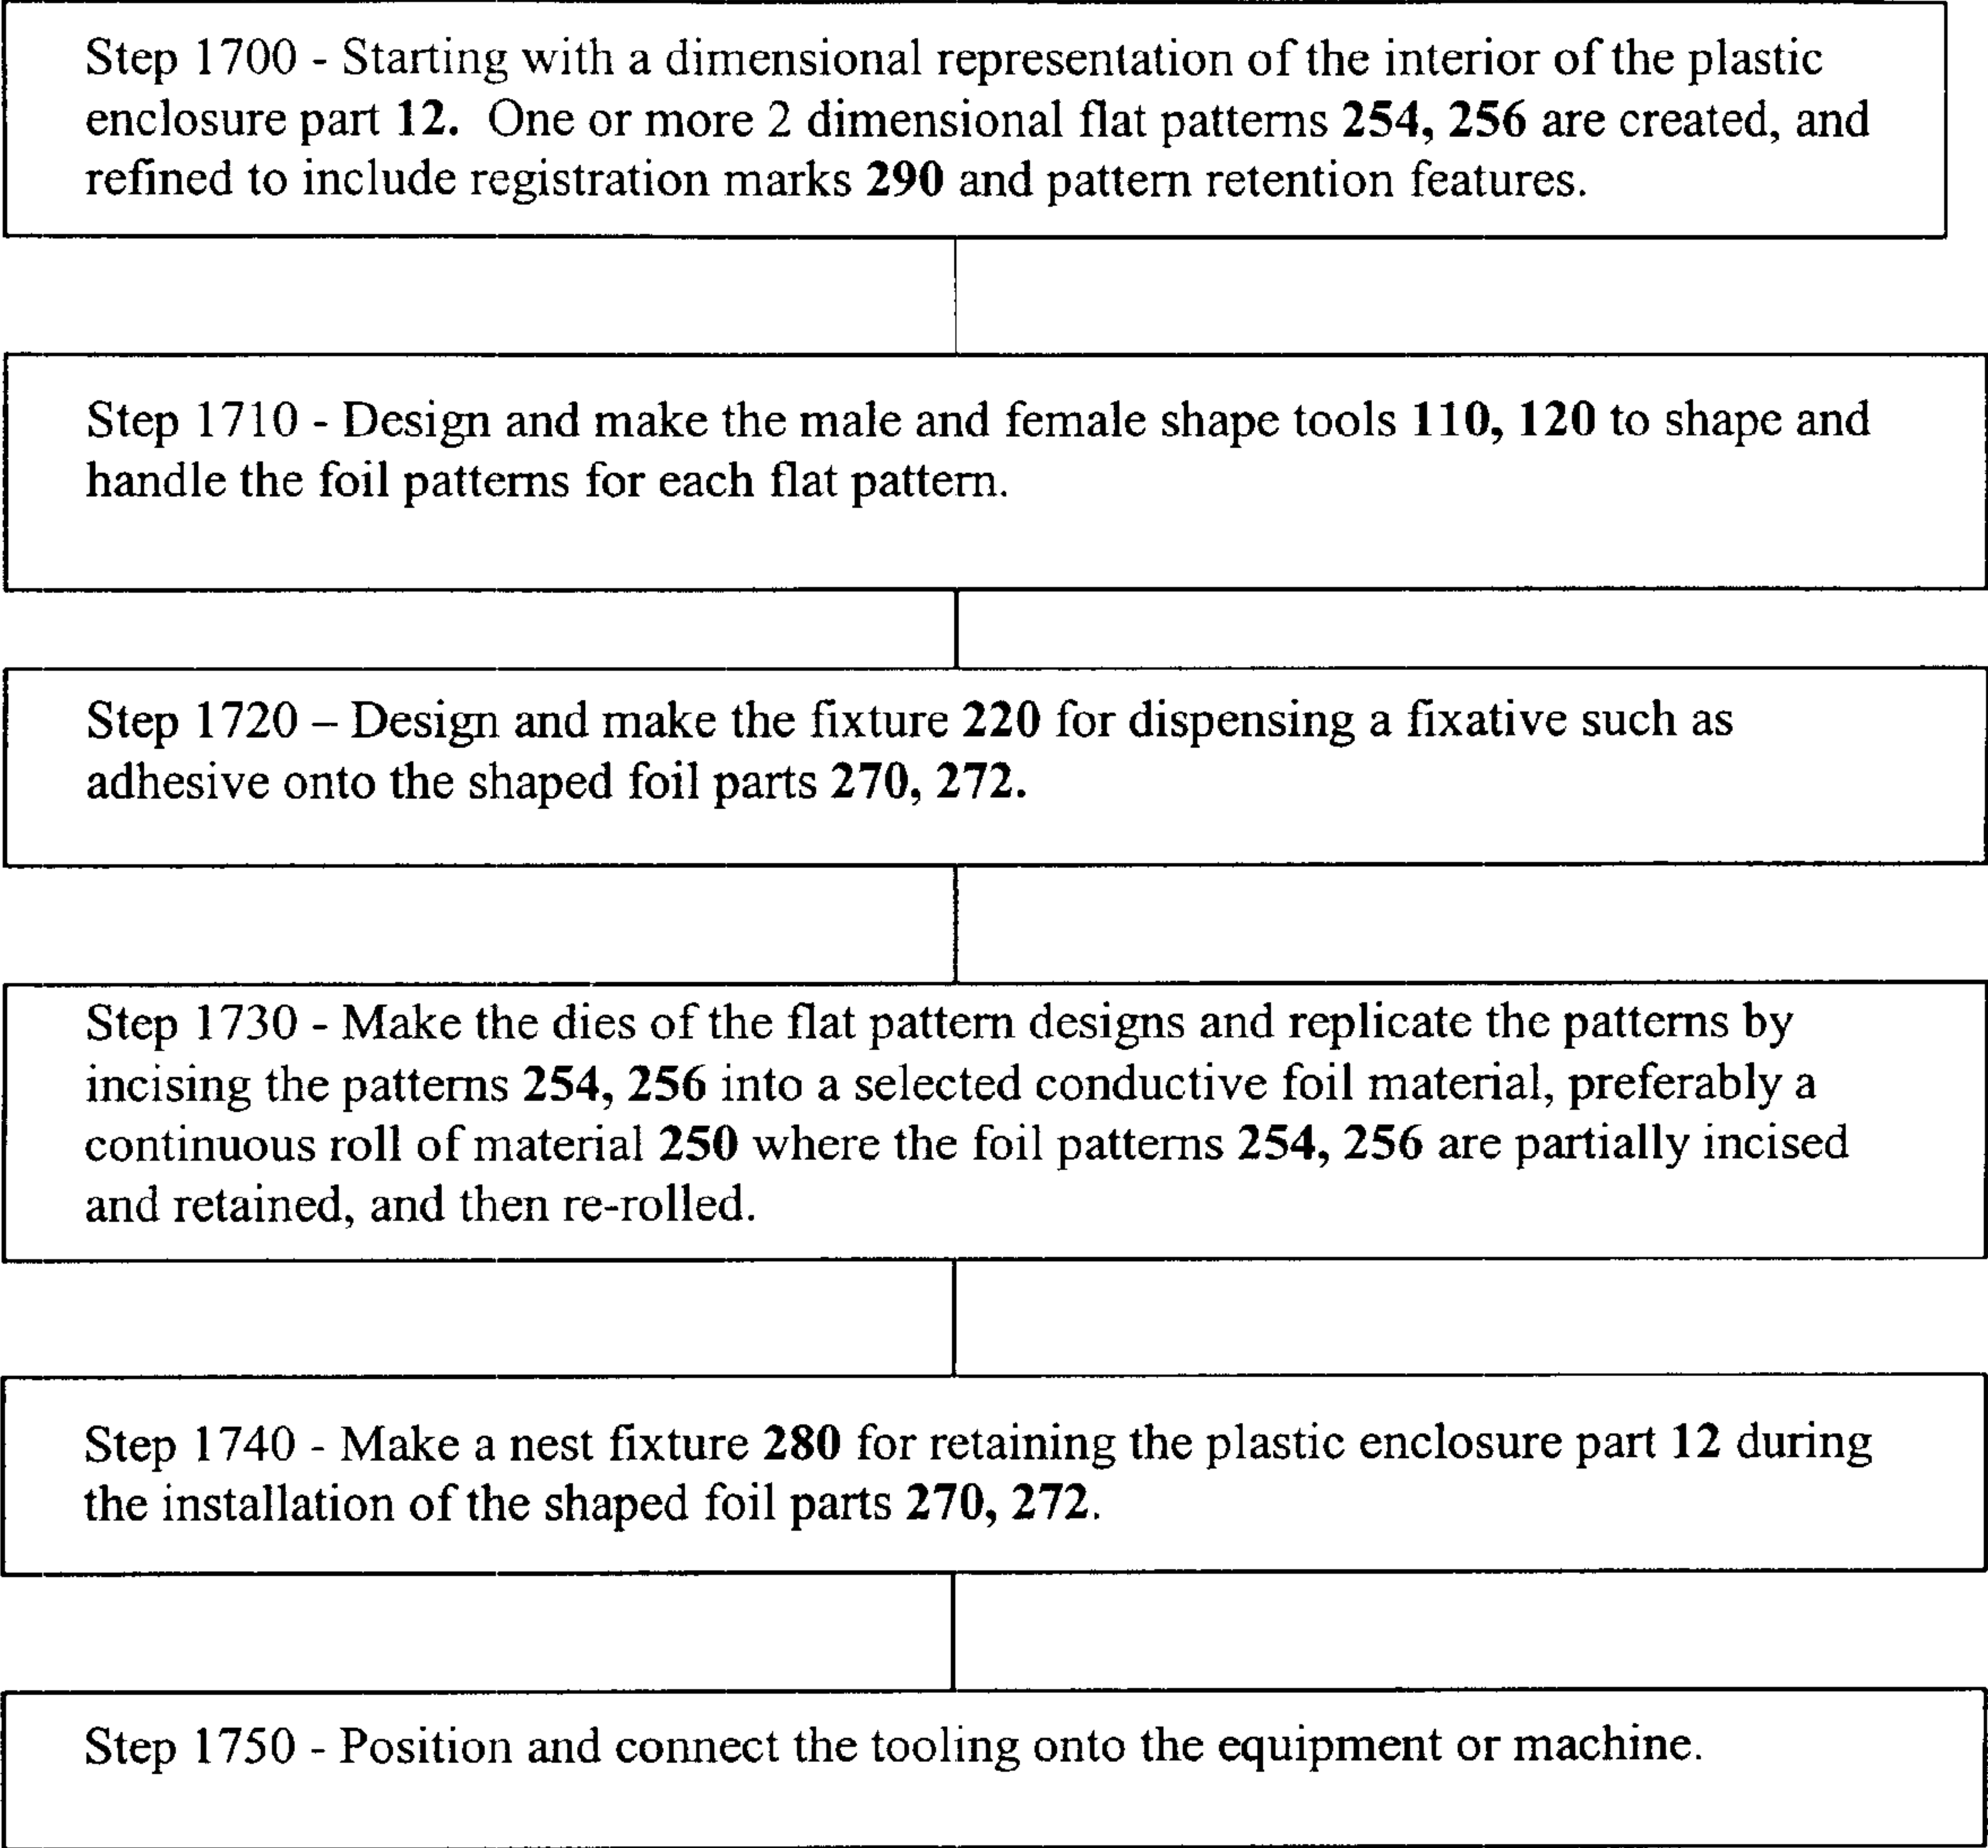 Step 1700 - Starting with a dimensional representation of the interior of the plastic
enclosure part 12. One or more 2 dimensional flat patterns 254, 256 are created, and
refined to include registration marks 290 and pattern retention features.
Step 1710 - Design and make the male and female shape tools 110, 120 to shape and
handle the foil patterns for each flat pattern.
Step 1720 – Design and make the fixture 220 for dispensing a fixative such as
adhesive onto the shaped foil parts 270, 272.
Step 1730 - Make the dies of the flat pattern designs and replicate the patterns by
incising the patterns 254, 256 into a selected conductive foil material, preferably a
continuous roll of material 250 where the foil patterns 254, 256 are partially incised
and retained, and then re-rolled.
Step 1740 - Make a nest fixture 280 for retaining the plastic enclosure part 12 during
the installation of the shaped foil parts 270, 272.
Step 1750 - Position and connect the tooling onto the equipment or machine.